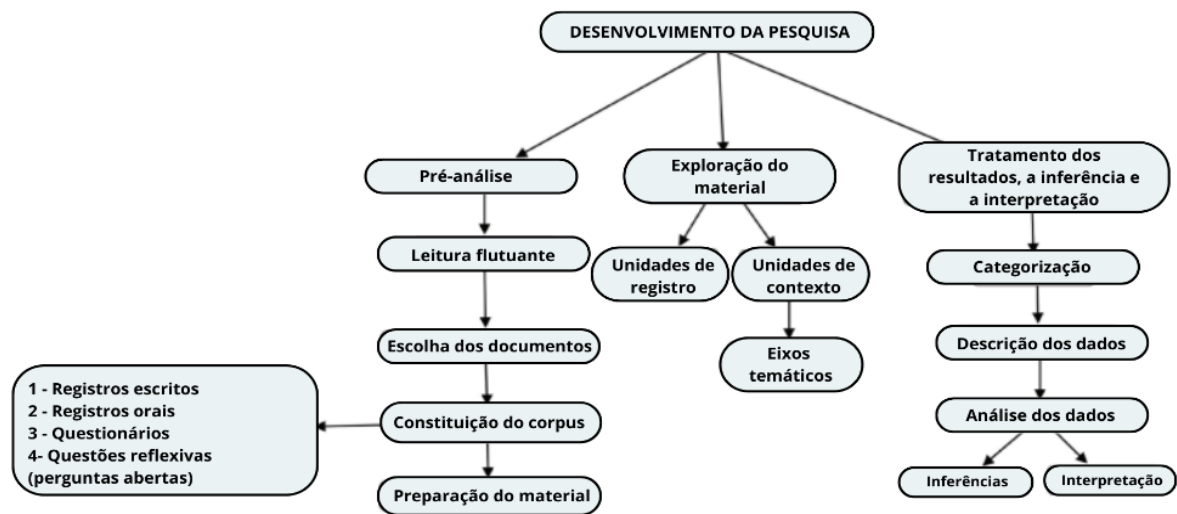 DESENVOLVIMENTO DA PESQUISA
Pré-análise
Leitura flutuante
Escolha dos documentos
Constituição do corpus
1 - Registros escritos
2 - Registros orais
3 - Questionários
4- Questões reflexivas
(perguntas abertas)
Preparação do material
Exploração do
material
Unidades de
registro
Unidades de
contexto
Eixos
temáticos
Tratamento dos
resultados, a inferência e
a interpretação
Categorização
Descrição dos dados
Análise dos dados
Inferências
Interpretação